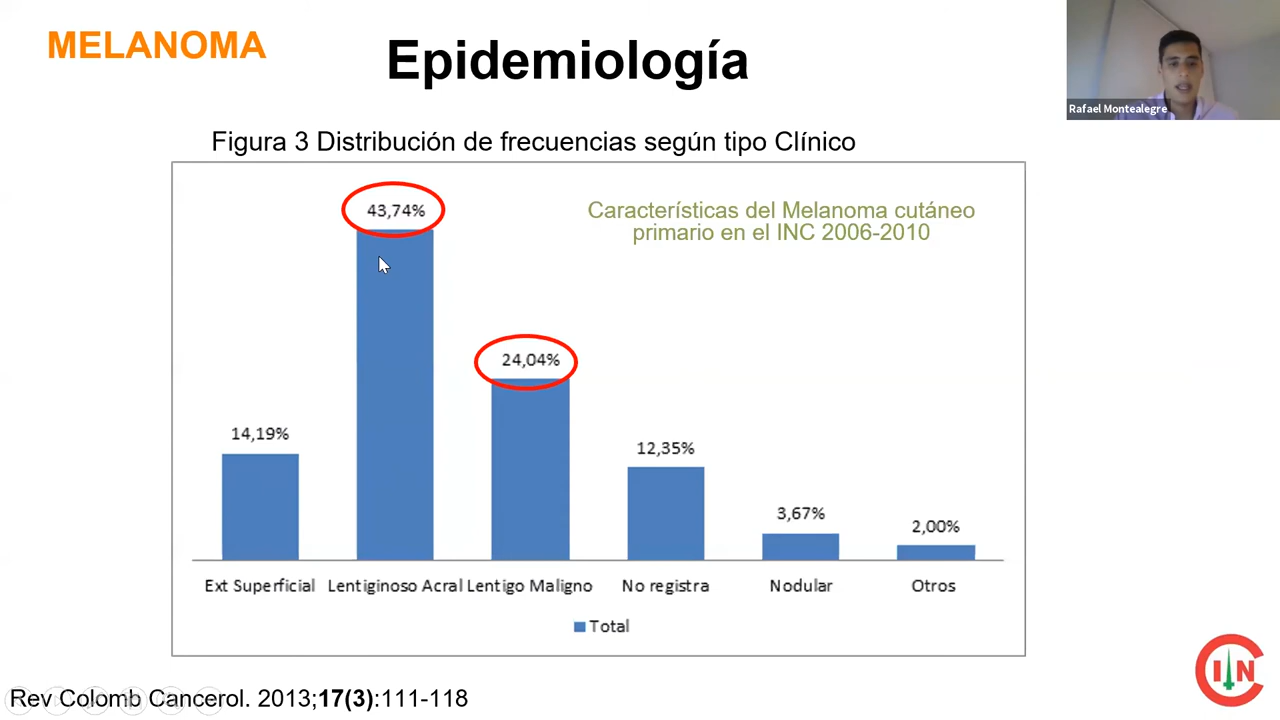 MELANOMA
Epidemiología
Rafael Montealegre
Figura 3 Distribución de frecuencias según tipo Clínico
Características del Melanoma cutáneo
primario en el INC 2006-2010
43,74%
24,04%
14,19%
12,35%
3,67%
2,00%
Ext Superficial Lentiginoso Acral Lentigo Maligno No registra Nodular Otros
Total
Rev Colomb Cancerol. 2013;17(3):111-118
INC